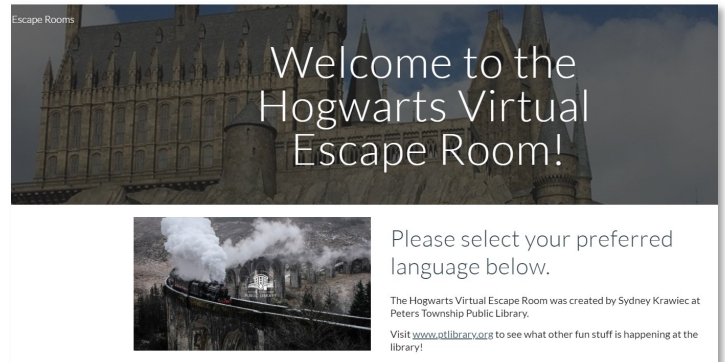 Escape Rooms
Welcome to the
Hogwarts Virtual
Escape Room!
PUBLIC LIBRARY
Please select your preferred
language below.
The Hogwarts Virtual Escape Room was created by Sydney Krawiec at
Peters Township Public Library.
Visit www.ptlibrary.org to see what other fun stuff is happening at the
library!